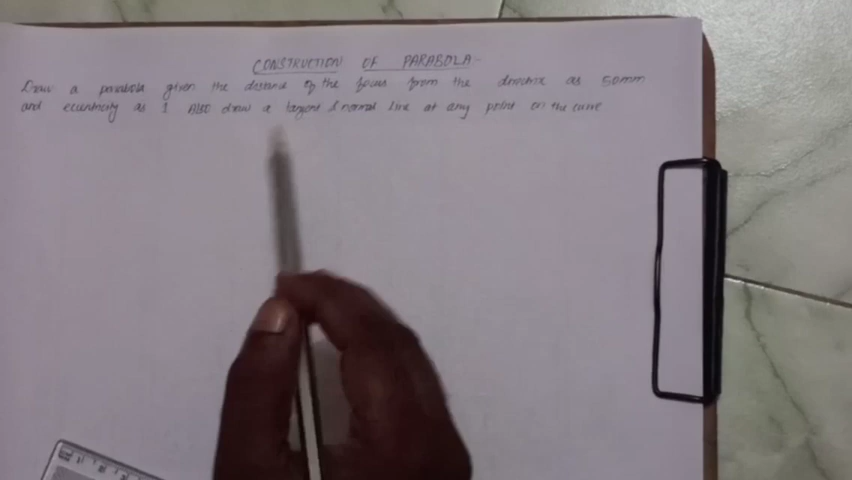 CONSTRUCTION OF PARABOLA-
Draw a parabola given the distance of the focus from the directrix as 50mm
and eccentricity as 1 Also draw a tangent & normal line at any point on the curve